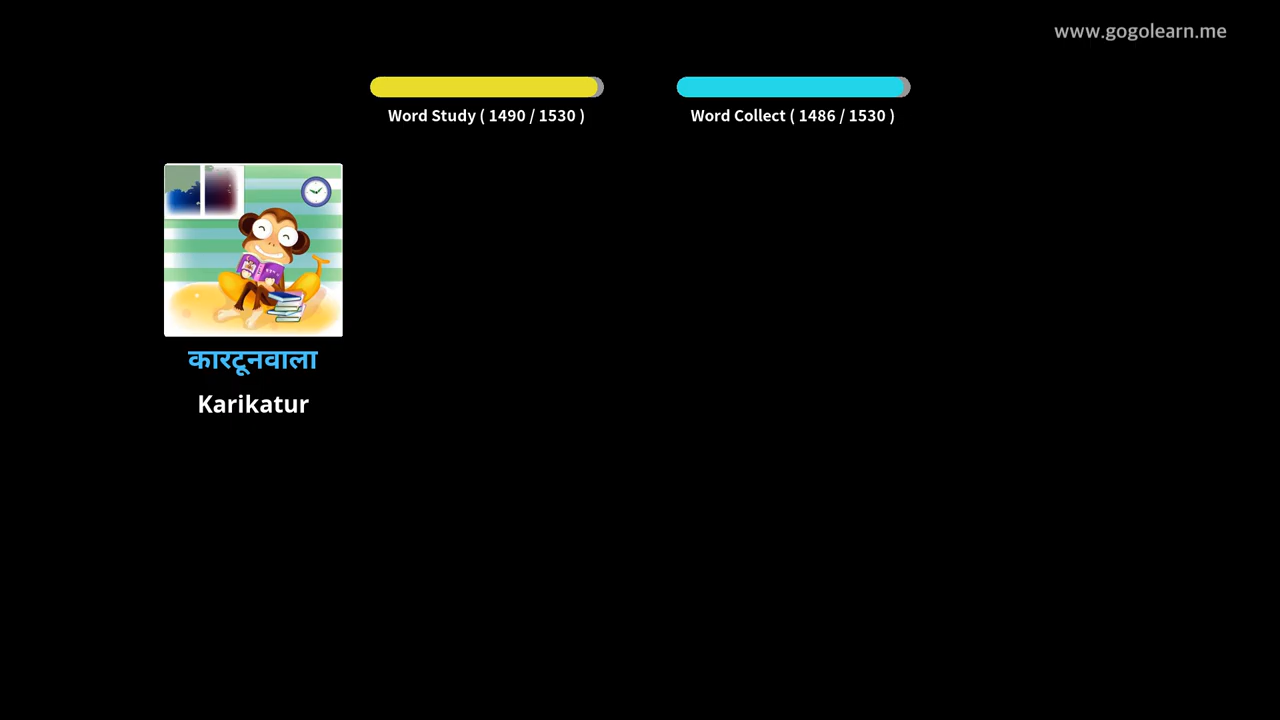 www.gogolearn.me
Word Study ( 1490 / 1530 )
Word Collect ( 1486 / 1530 )
कारटूनवाला
Karikatur